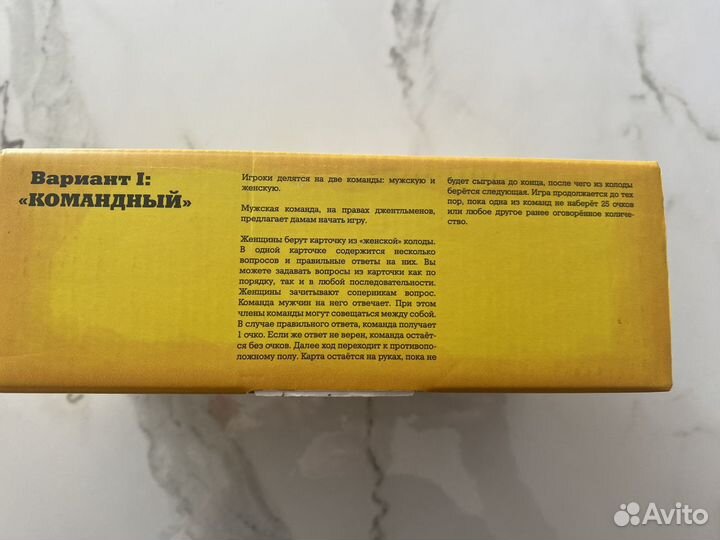 Вариант I:
«КОМАНДНЫЙ»
Игроки делятся на две команды: мужскую и
женскую.
Мужская команда, на правах джентльменов,
предлагает дамам начать игру.
Женщины берут карточку из «женской» колоды.
В одной карточке содержится несколько
вопросов и правильные ответы на них. Вы
можете задавать вопросы из карточки как по
порядку, так и в любой последовательности.
Женщины зачитывают соперникам вопрос.
Команда мужчин на него отвечает. При этом
члены команды могут совещаться между собой.
В случае правильного ответа, команда получает
1 очко. Если же ответ не верен, команда остаёт-
ся без очков. Далее ход переходит к противопо-
ложному полу. Карта остаётся на руках, пока не
будет сыграна до конца, после чего из колоды
берётся следующая. Игра продолжается до тех
пор, пока одна из команд не наберёт 25 очков
или любое другое ранее оговорённое количе-
ство.
Avito